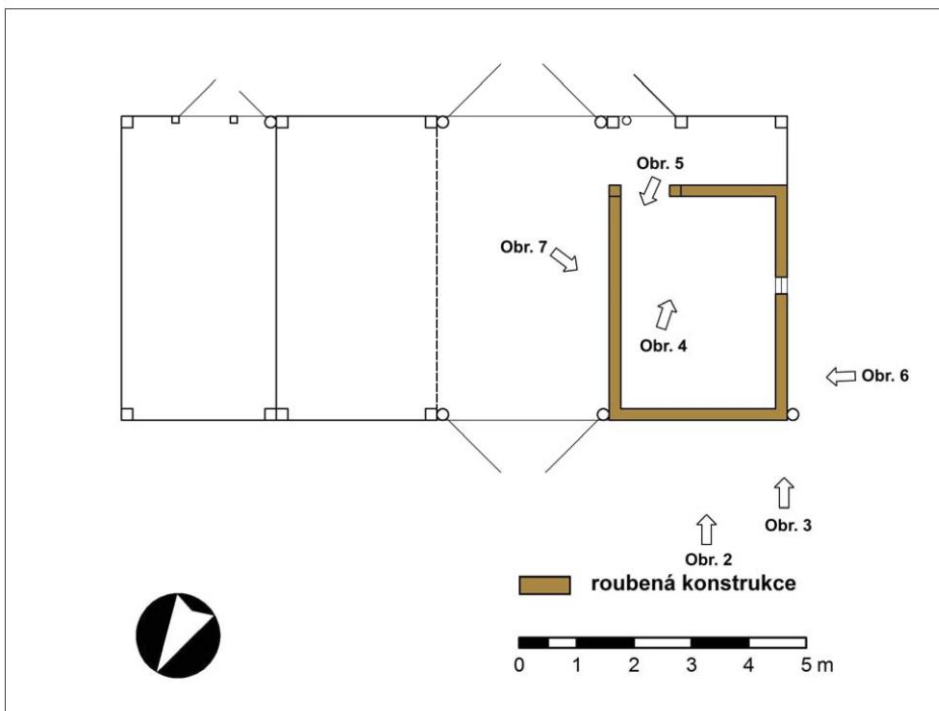 Obr. 5
Obr. 7
Obr. 4
Obr. 6
Obr. 3
Obr. 2
roubená konstrukce
0 1 2 3 4 5 m